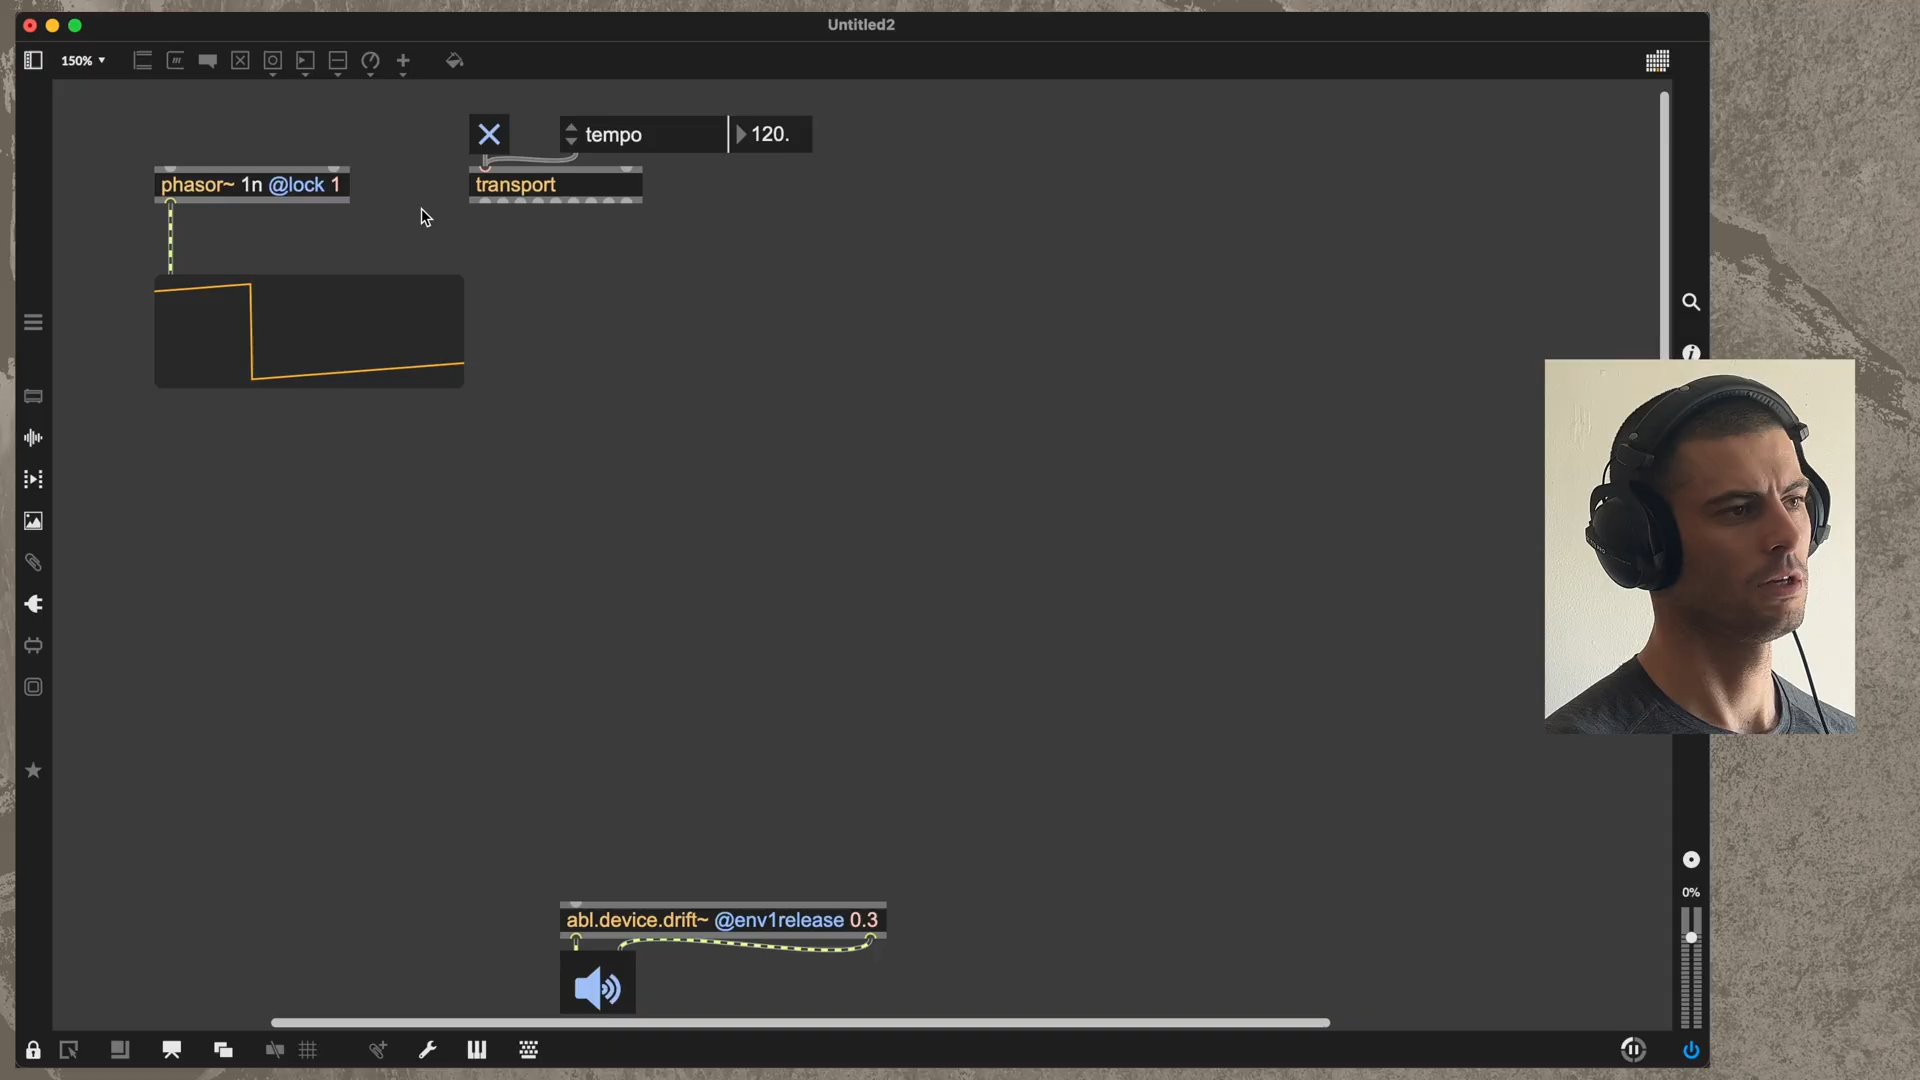 Untitled2
150%
tempo
120.
phasor~ 1n @lock 1
transport
0%
abl.device.drift~ @env1release 0.3